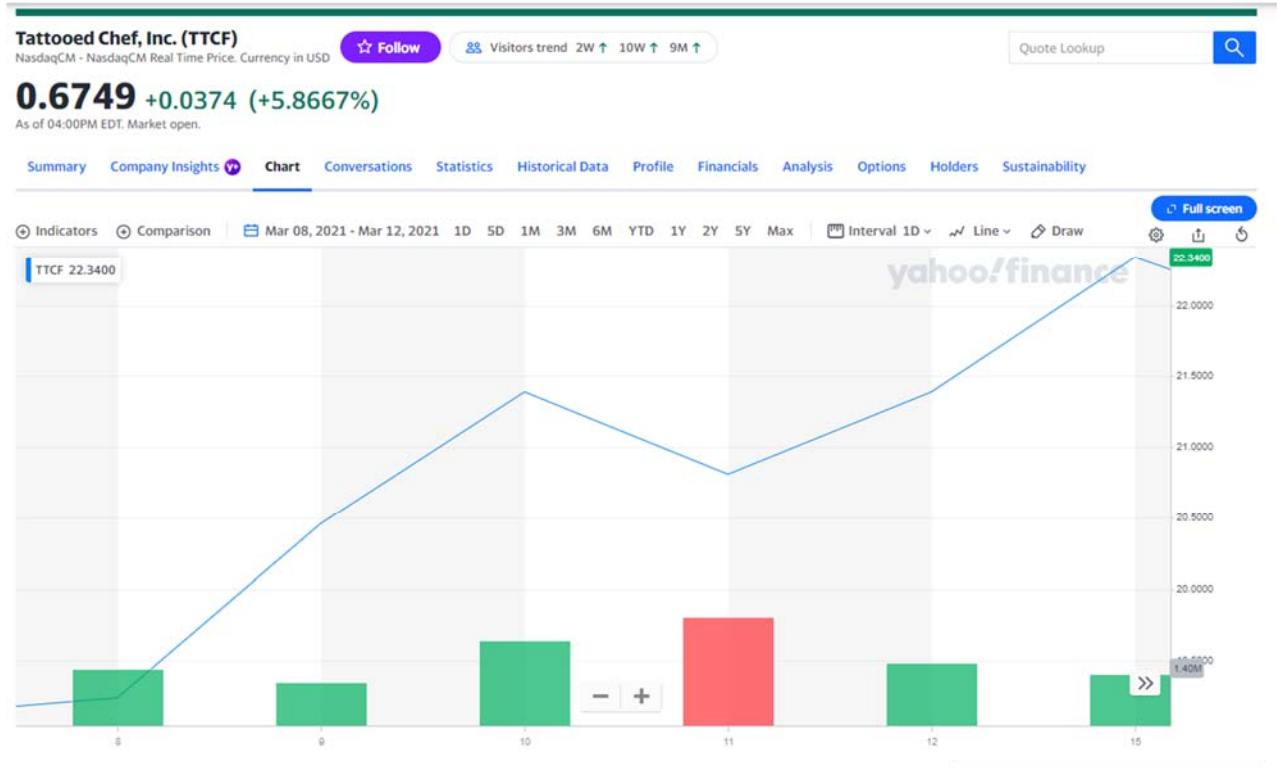 Tattooed Chef, Inc. (TTCF)
NasdaqCM - NasdaqCM Real Time Price. Currency in USD
Follow
Visitors trend 2W ↑ 10W ↑ 9M ↑
Quote Lookup
0.6749 +0.0374 (+5.8667%)
As of 04:00PM EDT. Market open.
Summary Company Insights Y+ Chart Conversations Statistics Historical Data Profile Financials Analysis Options Holders Sustainability
Full screen
Indicators Comparison Mar 08, 2021 - Mar 12, 2021 1D 5D 1M 3M 6M YTD 1Y 2Y 5Y Max Interval 1D Line Draw
TTCF 22.3400
yahoo!finance
22.3400
22.0000
21.5000
21.0000
20.5000
20.0000
1.40M
8 9 10 11 12 15